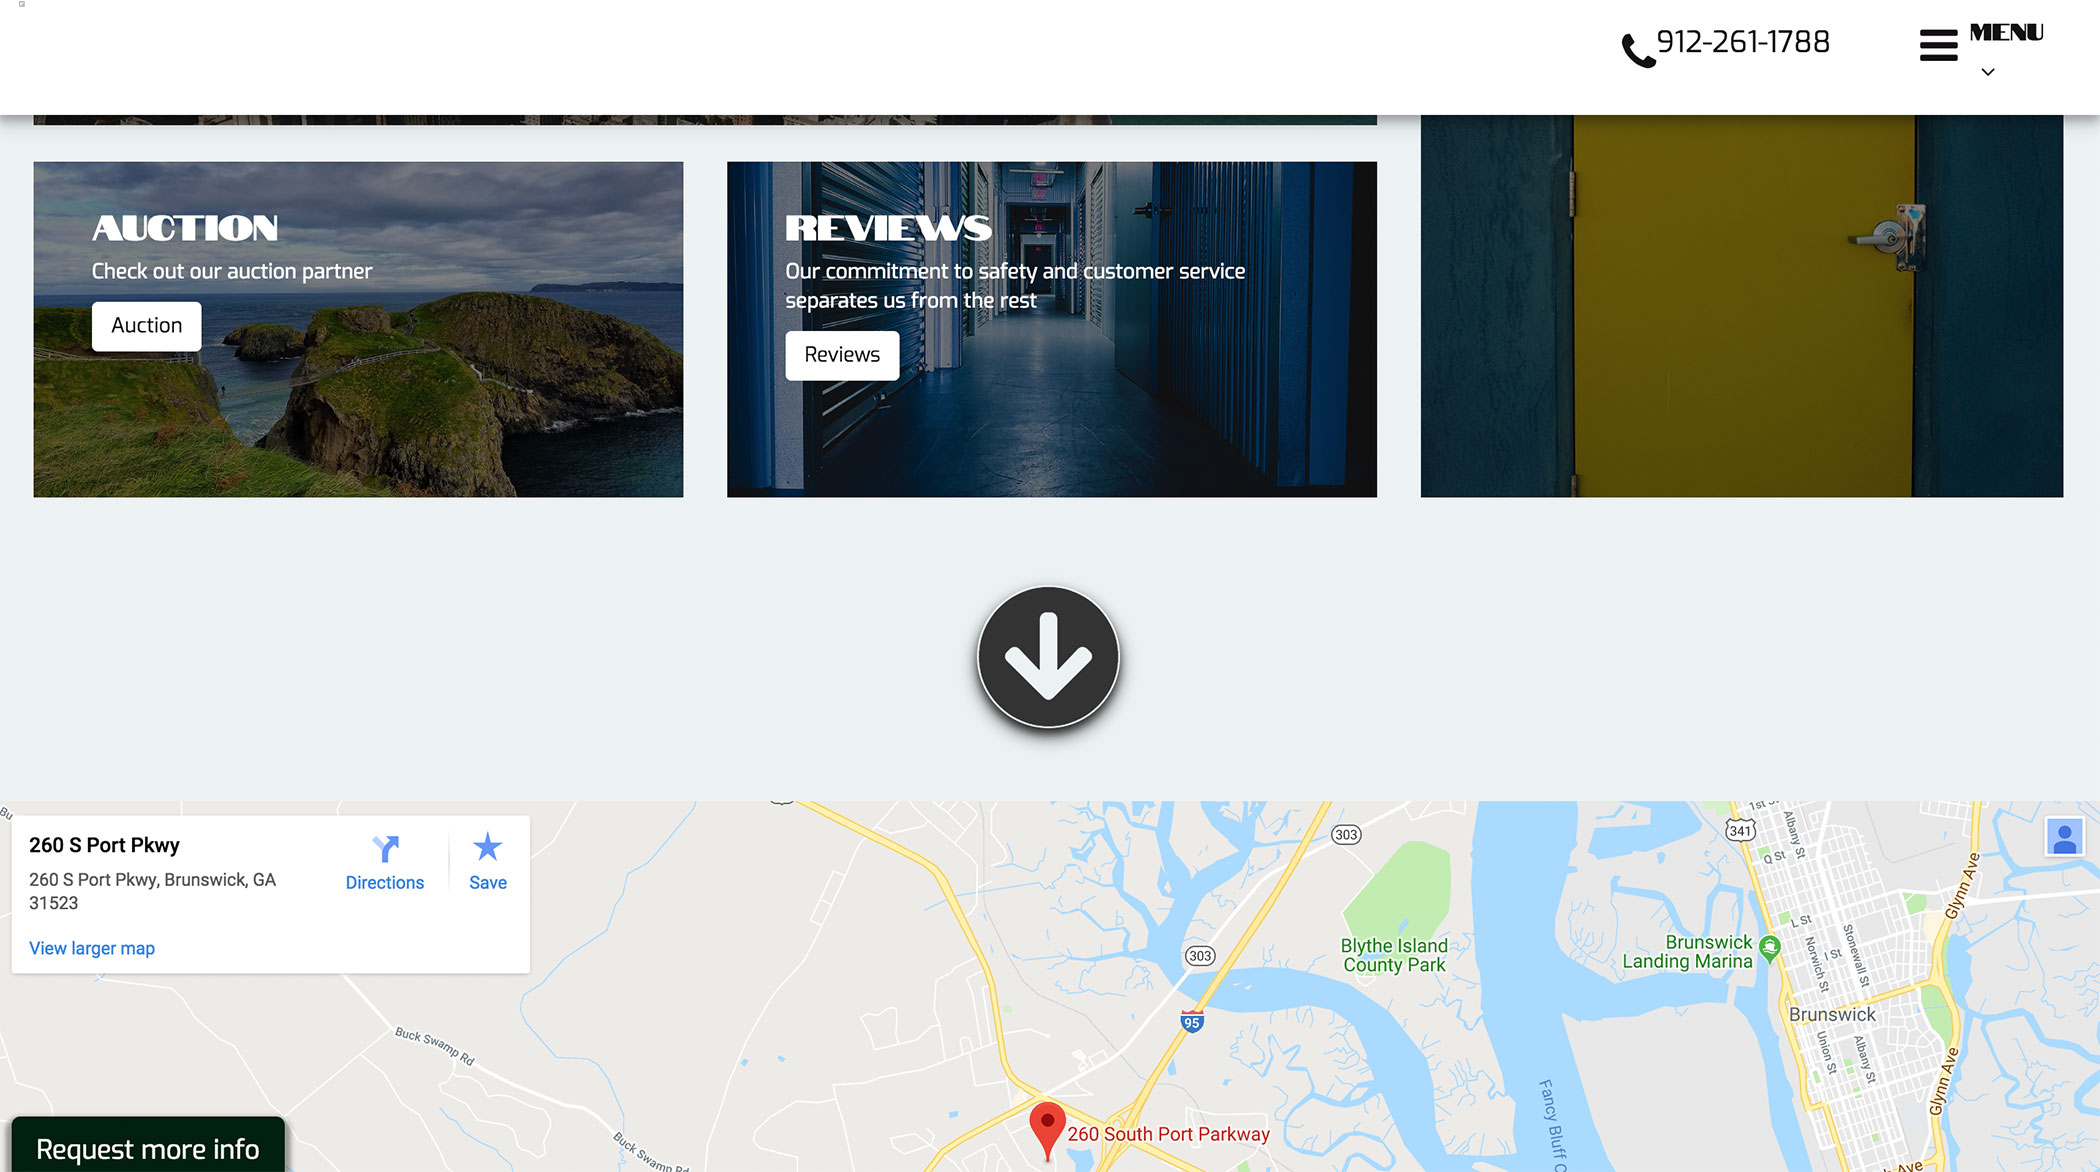 912-261-1788
MENU
AUCTION
Check out our auction partner
Auction
REVIEWS
Our commitment to safety and customer service
separates us from the rest
Reviews
260 S Port Pkwy
260 S Port Pkwy, Brunswick, GA
31523
View larger map
Directions
Save
303
341
Albany St
Q St
Glynn Ave
Blythe Island
County Park
303
Brunswick
Landing Marina
L St
I St
Norwich St
Stonewall St
95
Brunswick
Buck Swamp Rd
Union St
Albany St
Glynn Ave
Fancy Bluff C
260 South Port Parkway
Buck Swamp Rd
Request more info